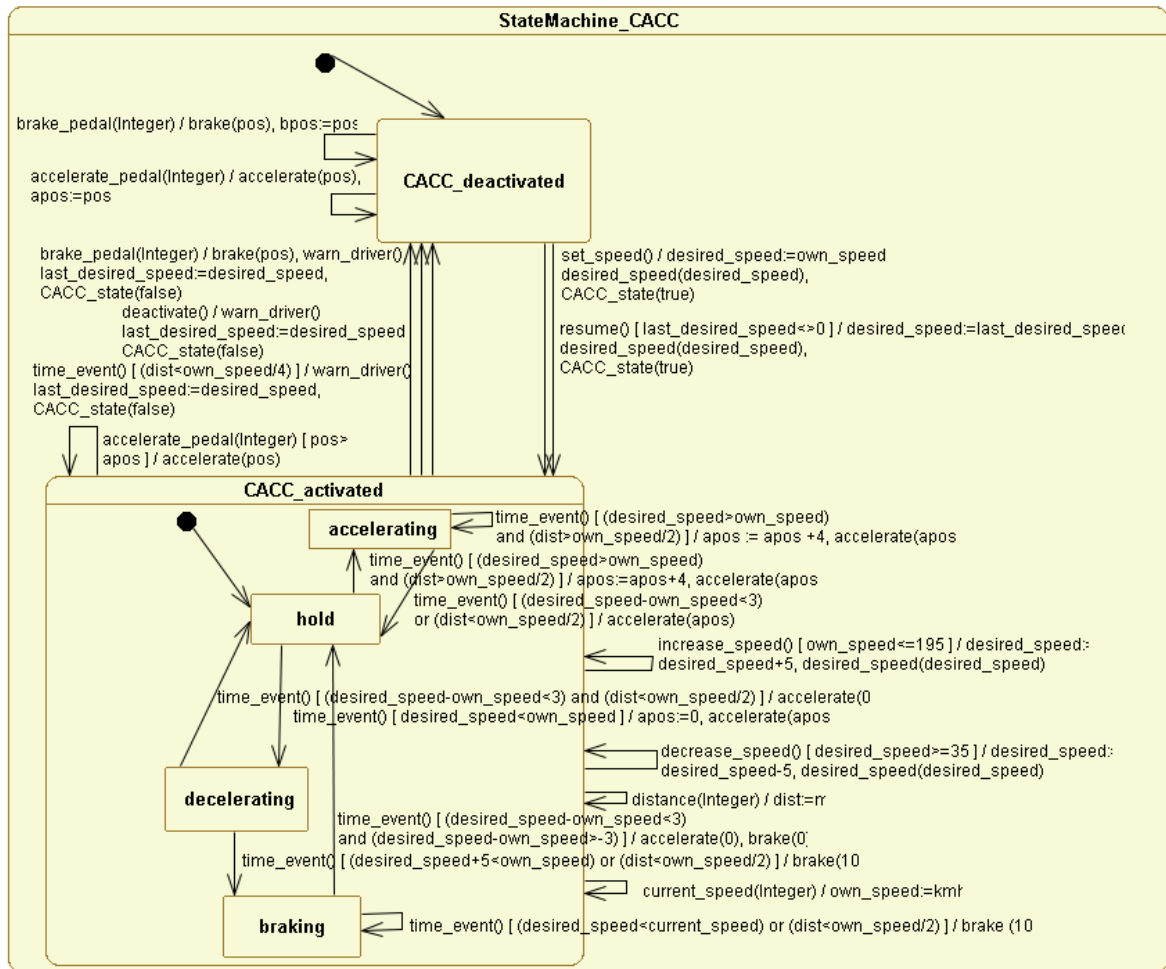 StateMachine_CACC
brake_pedal(Integer) / brake(pos), bpos:=pos
CACC_deactivated
accelerate_pedal(Integer) / accelerate(pos),
apos:=pos
brake_pedal(Integer) / brake(pos), warn_driver()
last_desired_speed:=desired_speed,
CACC_state(false)
deactivate() / warn_driver()
last_desired_speed:=desired_speed
CACC_state(false)
time_event() [ (dist<own_speed/4) ] / warn_driver()
last_desired_speed:=desired_speed,
CACC_state(false)
set_speed() / desired_speed:=own_speed
desired_speed(desired_speed),
CACC_state(true)
resume() [ last_desired_speed<>0 ] / desired_speed:=last_desired_speed
desired_speed(desired_speed),
CACC_state(true)
accelerate_pedal(Integer) [ pos>
apos ] / accelerate(pos)
CACC_activated
accelerating
time_event() [ (desired_speed>own_speed)
and (dist>own_speed/2) ] / apos := apos +4, accelerate(apos
time_event() [ (desired_speed>own_speed)
and (dist>own_speed/2) ] / apos:=apos+4, accelerate(apos
hold
time_event() [ (desired_speed-own_speed<3)
or (dist<own_speed/2) ] / accelerate(apos)
increase_speed() [ own_speed<=195 ] / desired_speed:=
desired_speed+5, desired_speed(desired_speed)
time_event() [ (desired_speed-own_speed<3) and (dist<own_speed/2) ] / accelerate(0
time_event() [ desired_speed<own_speed ] / apos:=0, accelerate(apos
decrease_speed() [ desired_speed>=35 ] / desired_speed:=
desired_speed-5, desired_speed(desired_speed)
decelerating
distance(Integer) / dist:=m
time_event() [ (desired_speed-own_speed<3)
and (desired_speed-own_speed>-3) ] / accelerate(0), brake(0)
time_event() [ (desired_speed+5<own_speed) or (dist<own_speed/2) ] / brake(10
current_speed(Integer) / own_speed:=kmh
braking
time_event() [ (desired_speed<current_speed) or (dist<own_speed/2) ] / brake (10